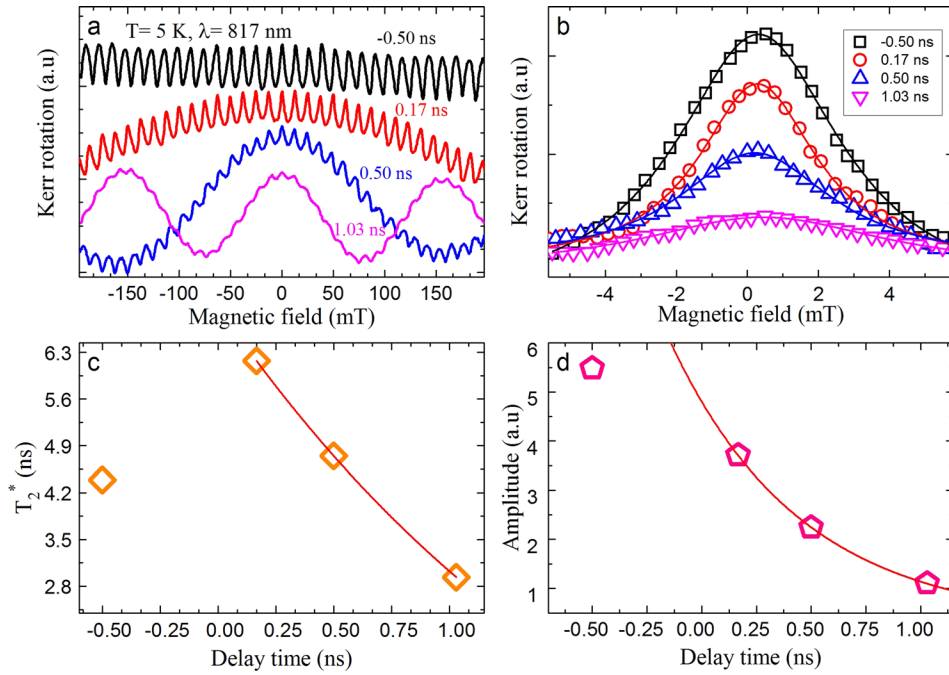 a
T= 5 K, λ= 817 nm
-0.50 ns
0.17 ns
0.50 ns
1.03 ns
Kerr rotation (a.u)
-150 -100 -50 0 50 100 150
Magnetic field (mT)
b
-0.50 ns
0.17 ns
0.50 ns
1.03 ns
Kerr rotation (a.u)
-4 -2 0 2 4
Magnetic field (mT)
c
6.3
5.6
4.9
4.2
3.5
2.8
T2* (ns)
-0.50 -0.25 0.00 0.25 0.50 0.75 1.00
Delay time (ns)
d
6
5
4
3
2
1
Amplitude (a.u)
-0.50 -0.25 0.00 0.25 0.50 0.75 1.00
Delay time (ns)